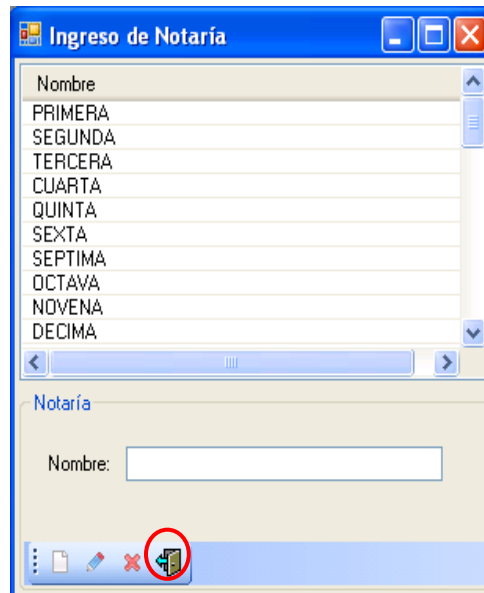 Ingreso de Notaría
Nombre
PRIMERA
SEGUNDA
TERCERA
CUARTA
QUINTA
SEXTA
SEPTIMA
OCTAVA
NOVENA
DECIMA
Notaría
Nombre: